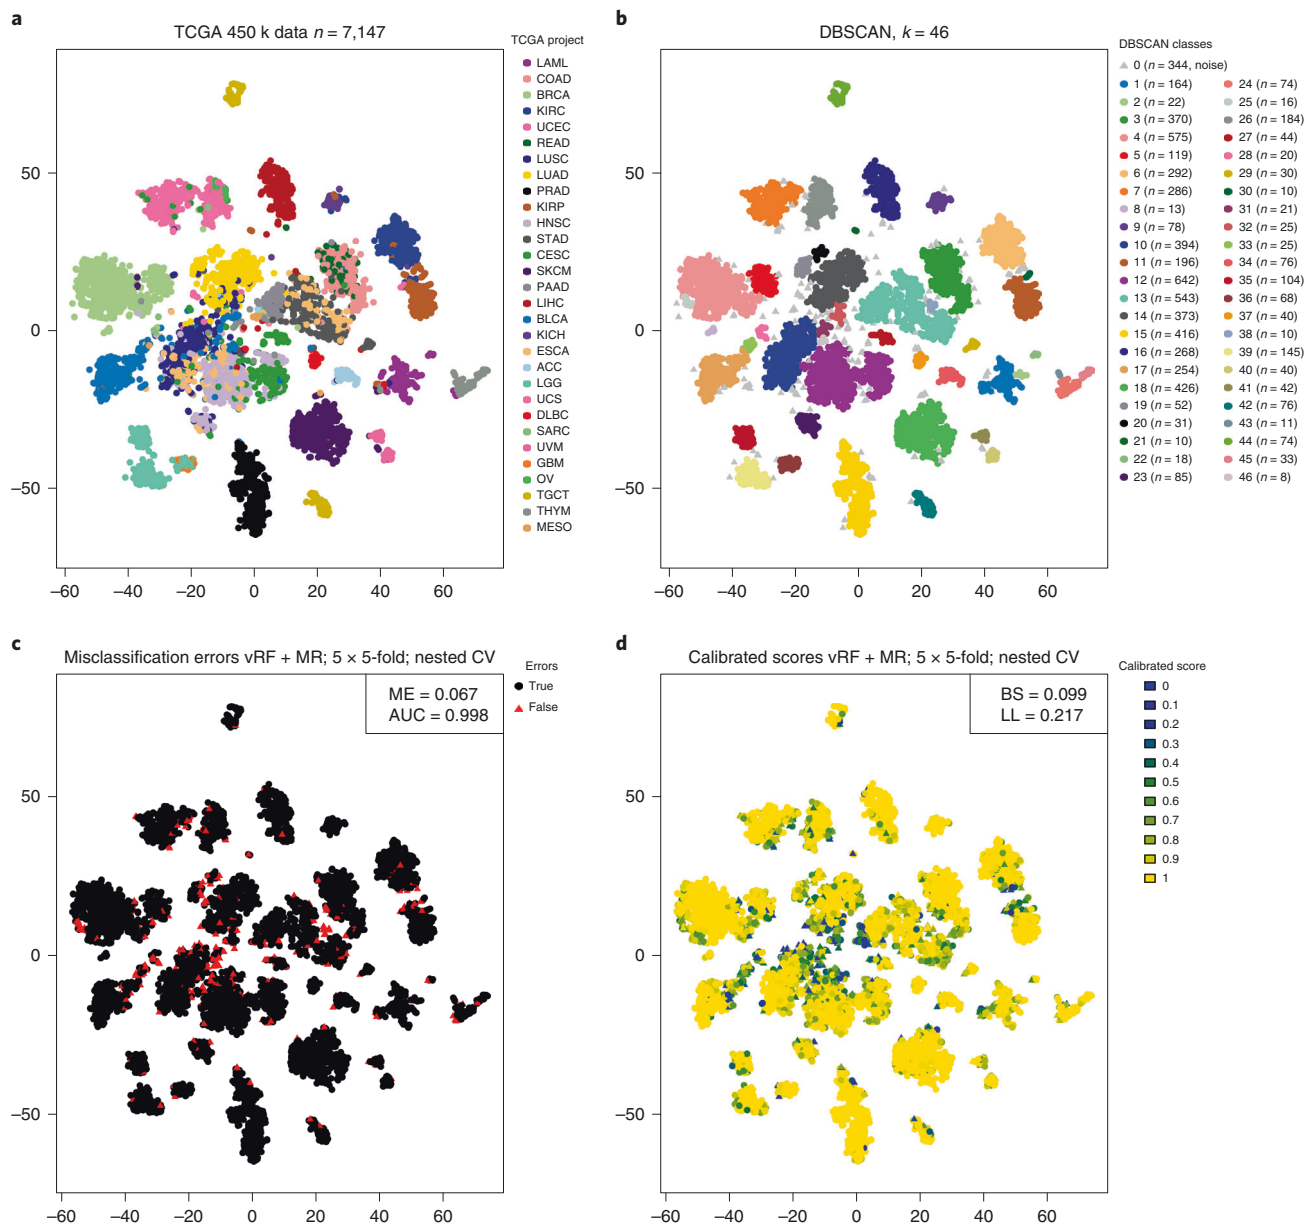 a
TCGA 450 k data n = 7,147
TCGA project
LAML
COAD
BRCA
KIRC
UCEC
READ
LUSC
LUAD
PRAD
KIRP
HNSC
STAD
CESC
SKCM
PAAD
LIHC
BLCA
KICH
ESCA
ACC
LGG
UCS
DLBC
SARC
UVM
GBM
OV
TGCT
THYM
MESO
50
0
−50
−60 −40 −20 0 20 40 60
b
DBSCAN, k = 46
DBSCAN classes
0 (n = 344, noise)
1 (n = 164)
2 (n = 22)
3 (n = 370)
4 (n = 575)
5 (n = 119)
6 (n = 292)
7 (n = 286)
8 (n = 13)
9 (n = 78)
10 (n = 394)
11 (n = 196)
12 (n = 642)
13 (n = 543)
14 (n = 373)
15 (n = 416)
16 (n = 268)
17 (n = 254)
18 (n = 426)
19 (n = 52)
20 (n = 31)
21 (n = 10)
22 (n = 18)
23 (n = 85)
24 (n = 74)
25 (n = 16)
26 (n = 184)
27 (n = 44)
28 (n = 20)
29 (n = 30)
30 (n = 10)
31 (n = 21)
32 (n = 25)
33 (n = 25)
34 (n = 76)
35 (n = 104)
36 (n = 68)
37 (n = 40)
38 (n = 10)
39 (n = 145)
40 (n = 40)
41 (n = 42)
42 (n = 76)
43 (n = 11)
44 (n = 74)
45 (n = 33)
46 (n = 8)
50
0
−50
−60 −40 −20 0 20 40 60
c
Misclassification errors vRF + MR; 5 × 5-fold; nested CV
ME = 0.067
AUC = 0.998
Errors
True
False
50
0
−50
−60 −40 −20 0 20 40 60
d
Calibrated scores vRF + MR; 5 × 5-fold; nested CV
BS = 0.099
LL = 0.217
Calibrated score
0
0.1
0.2
0.3
0.4
0.5
0.6
0.7
0.8
0.9
1
50
0
−50
−60 −40 −20 0 20 40 60